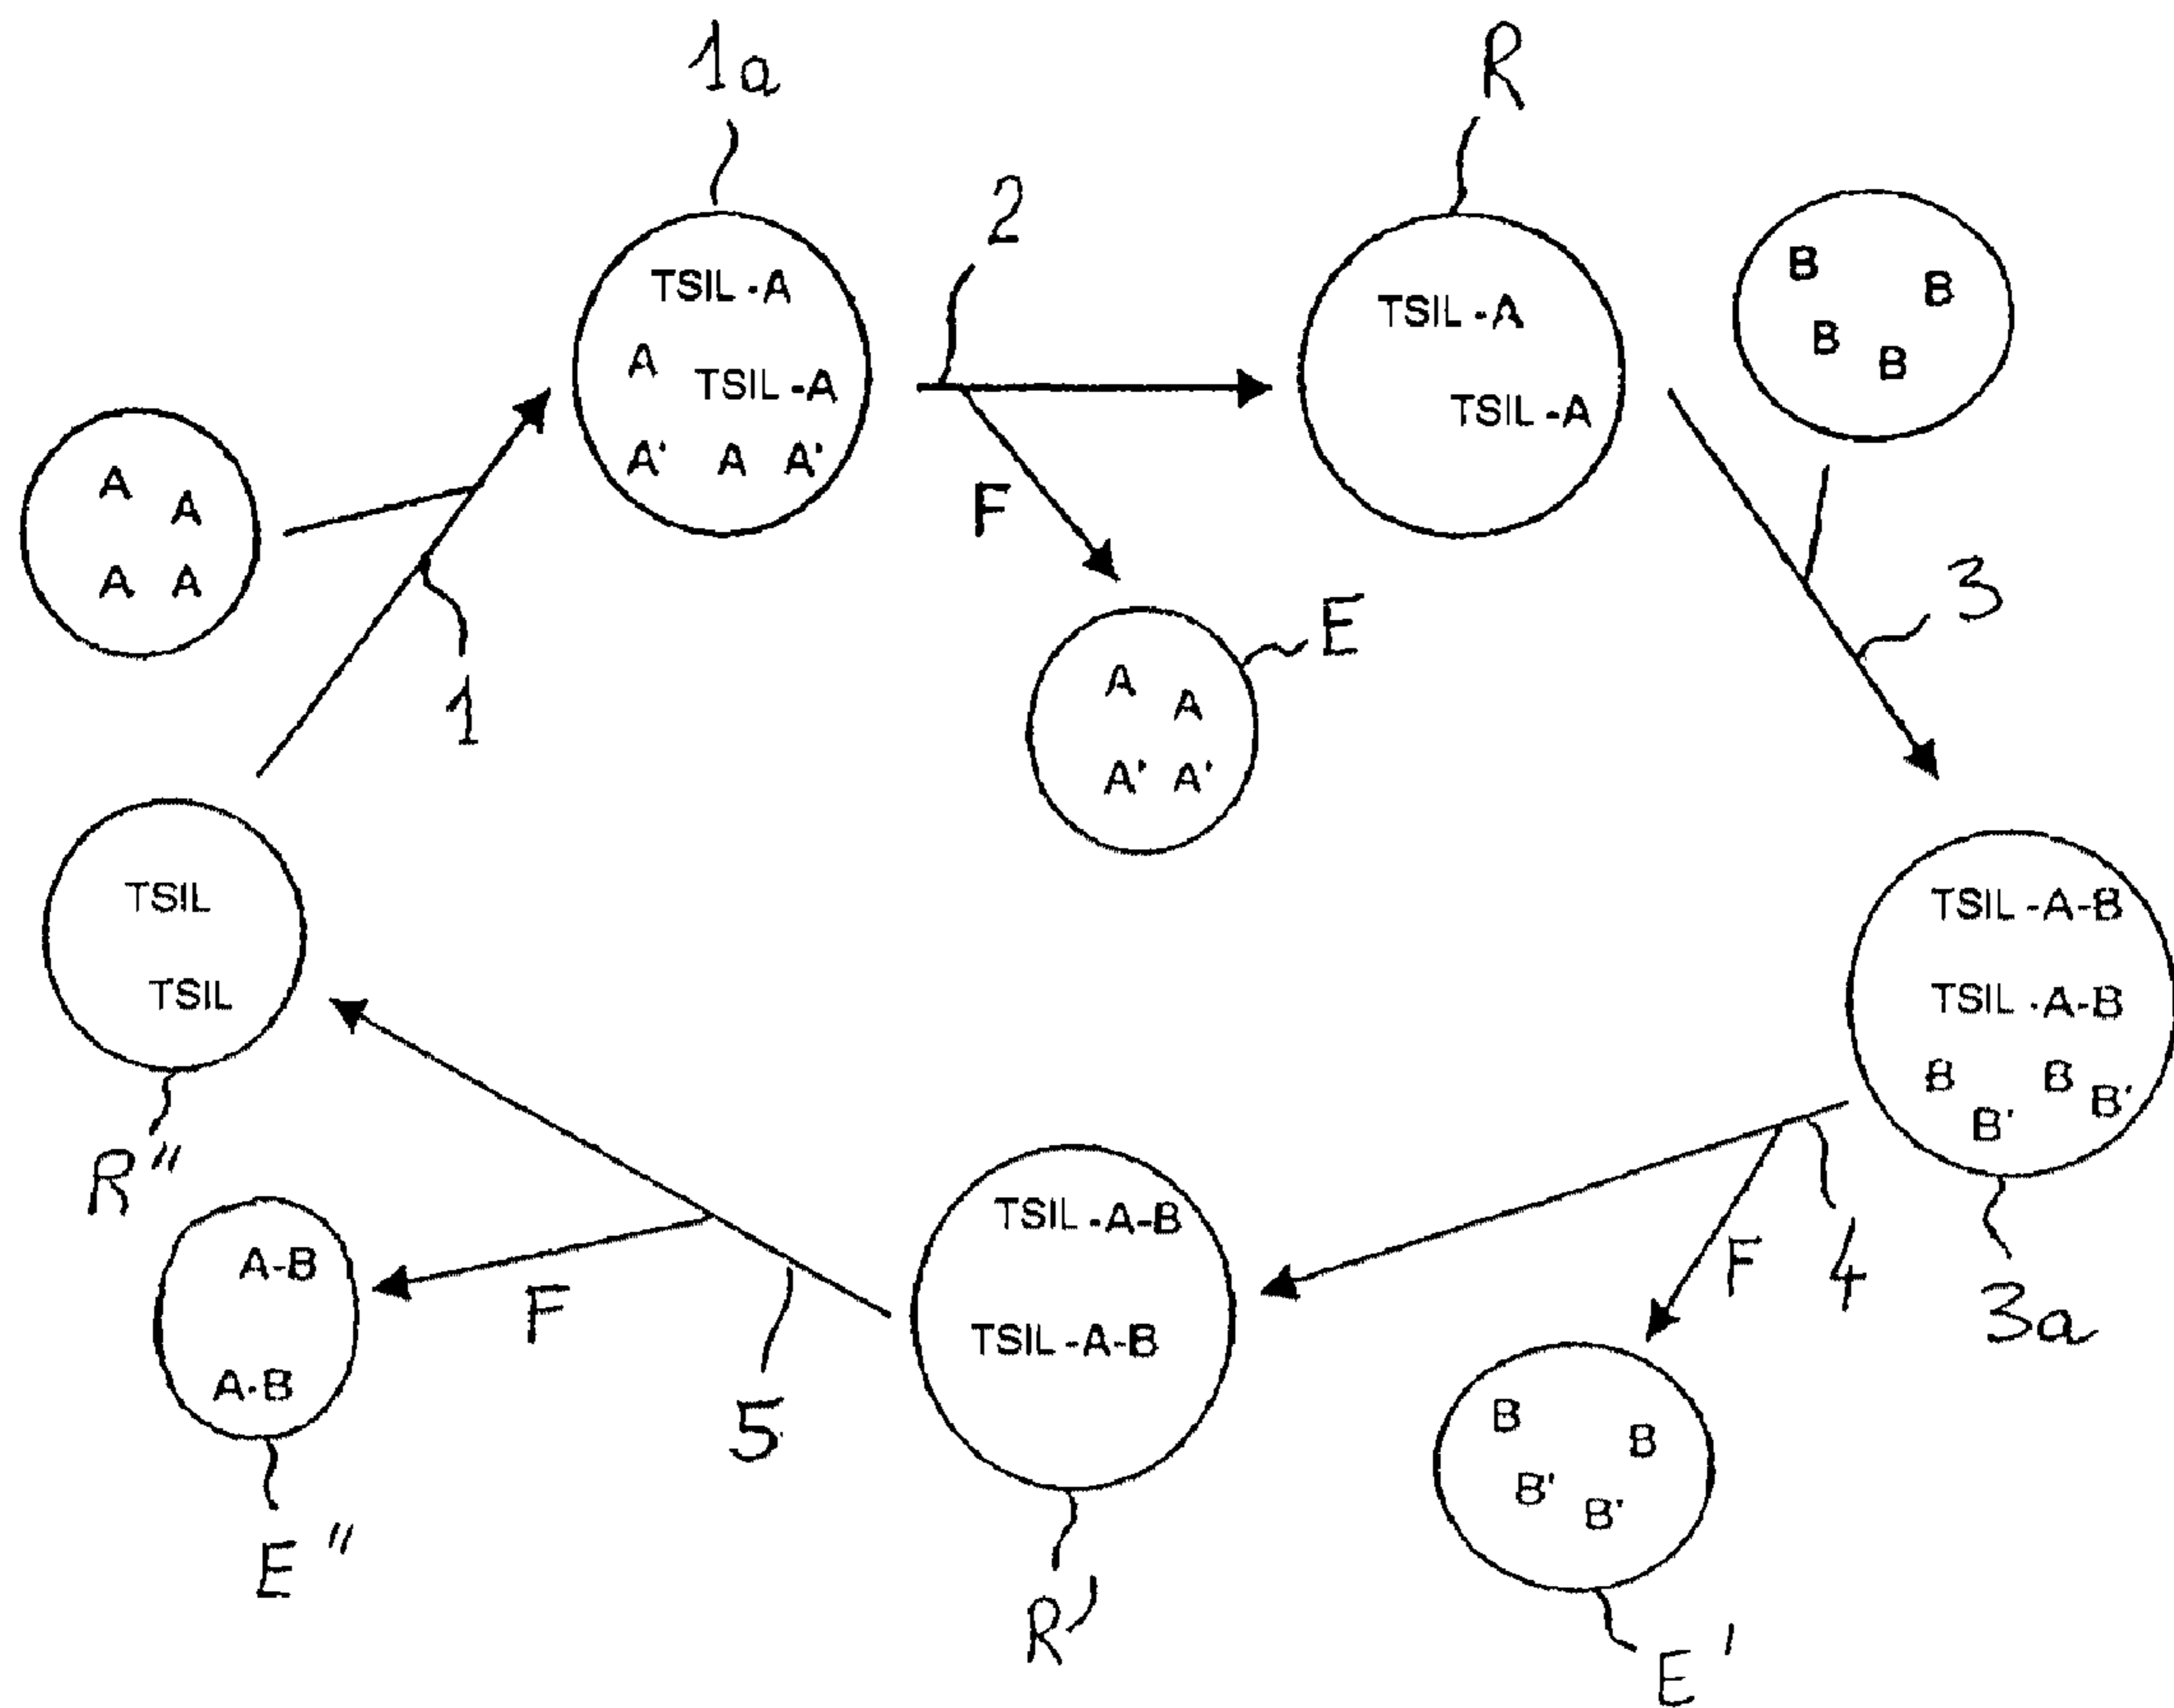 1a
R
2
TSIL-A
A
TSIL-A
A' A A'
TSIL-A
TSIL-A
B
B
B
B
A
A
A A
F
3
1
E
A
A
A' A'
TSIL
TSIL
R"
TSIL-A-B
TSIL-A-B
B B
B' B'
3a
4
F
TSIL-A-B
TSIL-A-B
R'
5
F
A-B
A-B
E"
B
B
B'
B'
E'